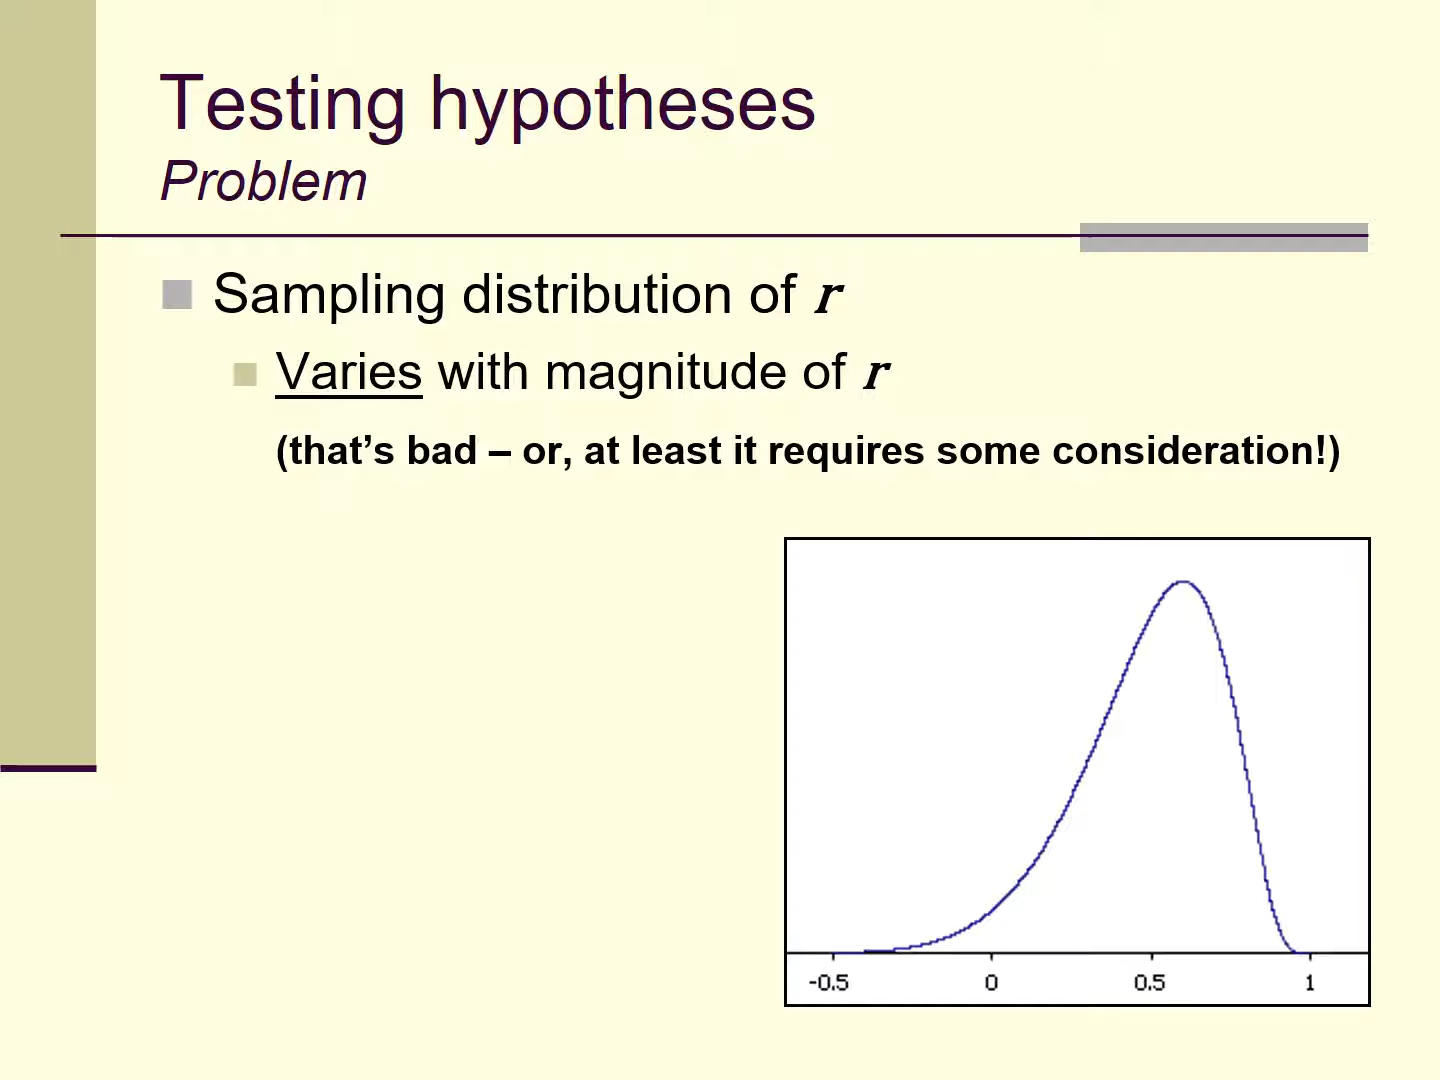 Testing hypotheses
Problem
Sampling distribution of r
Varies with magnitude of r
(that’s bad – or, at least it requires some consideration!)
-0.5 0 0.5 1